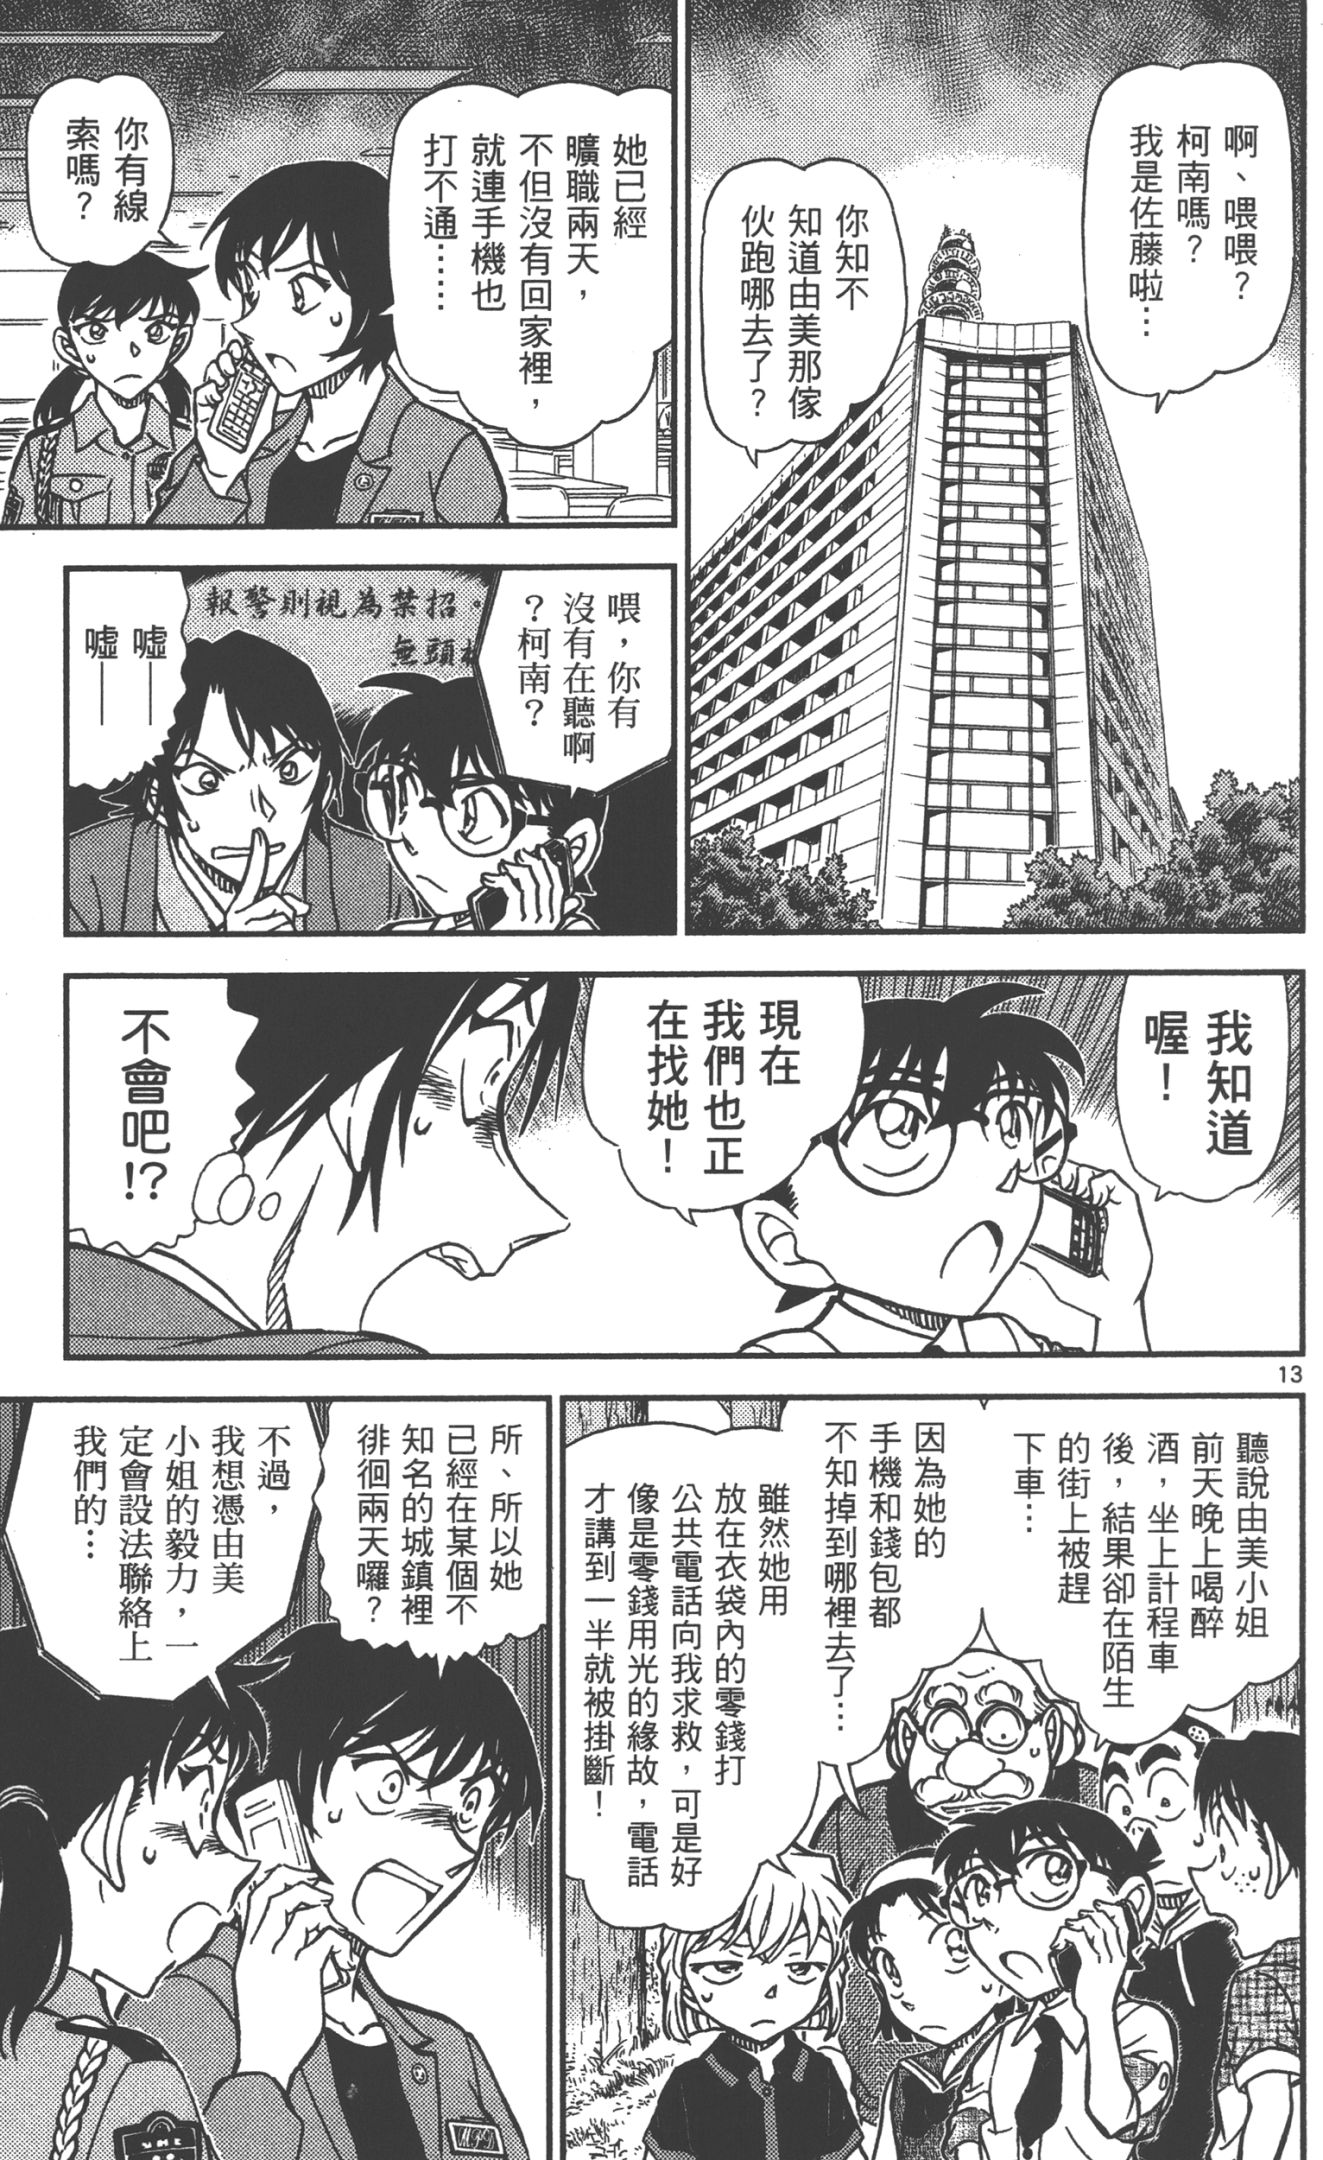 啊、喂喂？
柯南嗎？
我是佐藤啦…
你知不
知道由美那傢
伙跑哪去了？
她已經
曠職兩天，
不但沒有回家裡，
就連手機也
打不通……
你有線
索嗎？
喂，你有
沒有在聽啊
？柯南？
報警則視為禁招．
無頭
噓——
噓——
我知道
喔！
現在
我們也正
在找她！
不會吧!?
13
聽說由美小姐
前天晚上喝醉
酒，坐上計程車
後，結果卻在陌生
的街上被趕
下車…
因為她的
手機和錢包都
不知掉到哪裡去了…
雖然她用
放在衣袋內的零錢打
公共電話向我求救，可是好
像是零錢用光的緣故，電話
才講到一半就被掛斷！
所、所以她
已經在某個不
知名的城鎮裡
徘徊兩天囉？
不過，
我想憑由美
小姐的毅力，一
定會設法聯絡上
我們的…